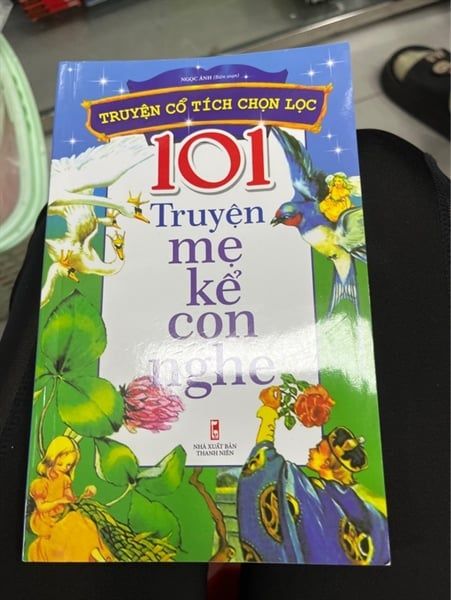 NGỌC ÁNH (Biên soạn)
TRUYỆN CỔ TÍCH CHỌN LỌC
101
Truyện
mẹ
kể
con
nghe
NHÀ XUẤT BẢN
THANH NIÊN